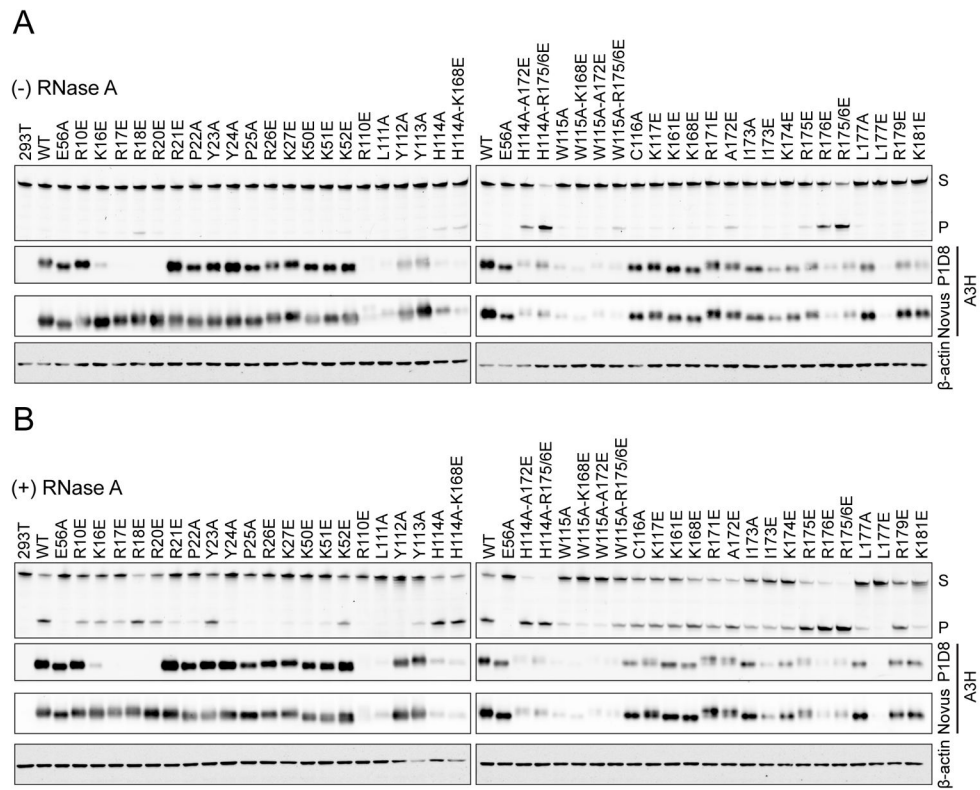 A
(-) RNase A
293T WT E56A R10E K16E R17E R18E R20E R21E P22A Y23A Y24A P25A R26E K27E K50E K51E K52E R110E L111A Y112A Y113A H114A H114A-K168E
WT E56A H114A-A172E H114A-R175/6E W115A W115A-K168E W115A-A172E W115A-R175/6E C116A K117E K161E K168E R171E A172E I173A I173E K174E R175E R176E R175/6E L177A L177E R179E K181E
S
P
P1D8
Novus
A3H
β-actin
B
(+) RNase A
293T WT E56A R10E K16E R17E R18E R20E R21E P22A Y23A Y24A P25A R26E K27E K50E K51E K52E R110E L111A Y112A Y113A H114A H114A-K168E
WT E56A H114A-A172E H114A-R175/6E W115A W115A-K168E W115A-A172E W115A-R175/6E C116A K117E K161E K168E R171E A172E I173A I173E K174E R175E R176E R175/6E L177A L177E R179E K181E
S
P
P1D8
Novus
A3H
β-actin